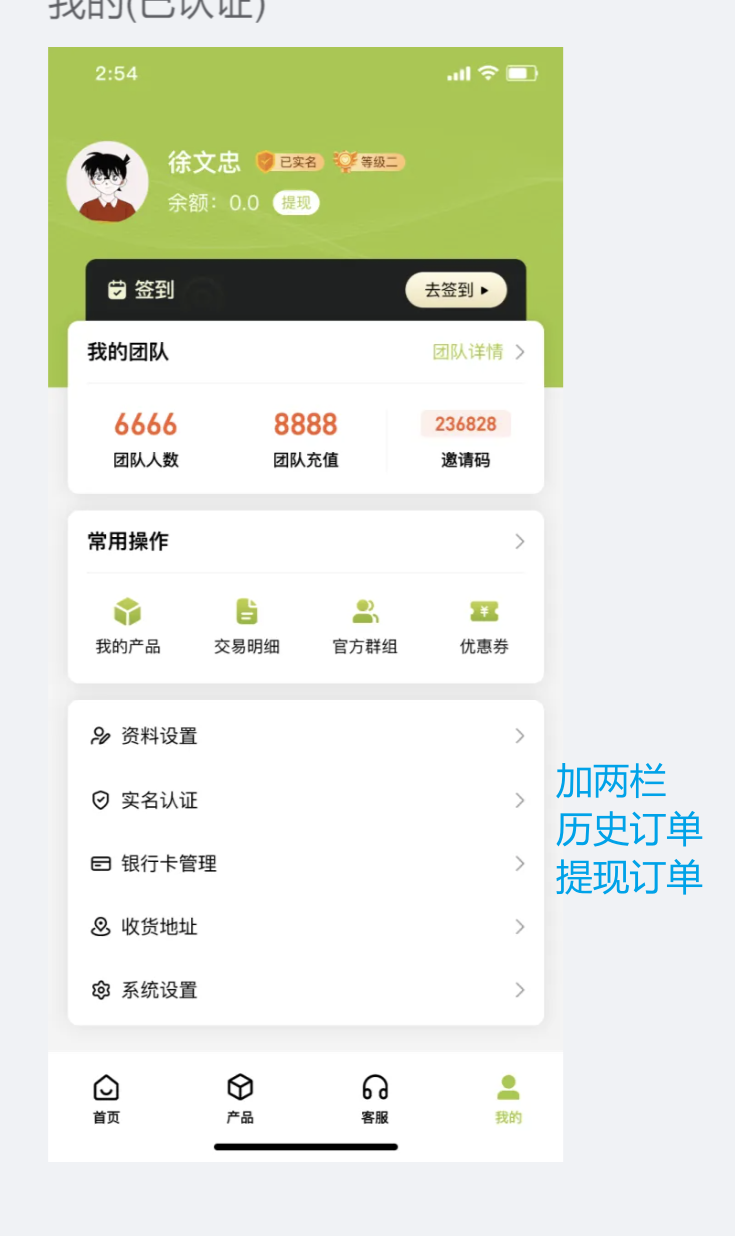 我的(已认证)
2:54
徐文忠 已实名 等级二
余额：0.0 提现
签到 去签到
我的团队 团队详情
6666 8888 236828
团队人数 团队充值 邀请码
常用操作
我的产品 交易明细 官方群组 优惠券
资料设置
实名认证
银行卡管理
收货地址
系统设置
加两栏
历史订单
提现订单
首页 产品 客服 我的